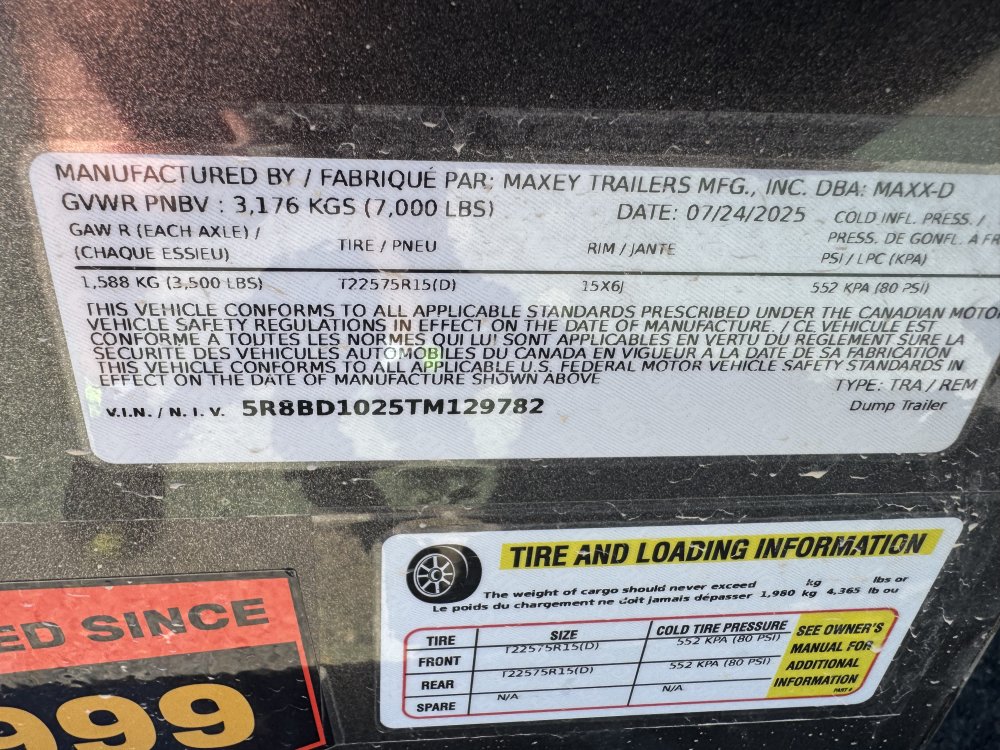 MANUFACTURED BY / FABRIQUÉ PAR: MAXEY TRAILERS MFG., INC. DBA: MAXX-D
GVWR PNBV : 3,176 KGS (7,000 LBS) DATE: 07/24/2025 COLD INFL. PRESS. /
GAW R (EACH AXLE) / TIRE / PNEU RIM / JANTE PRESS. DE GONFL. A FR
(CHAQUE ESSIEU) PSI / LPC (KPA)
1,588 KG (3,500 LBS) T22575R15(D) 15X6J 552 KPA (80 PSI)
THIS VEHICLE CONFORMS TO ALL APPLICABLE STANDARDS PRESCRIBED UNDER THE CANADIAN MOTO
VEHICLE SAFETY REGULATIONS IN EFFECT ON THE DATE OF MANUFACTURE. / CE VEHICULE EST
CONFORME A TOUTES LES NORMES QUI LUI SONT APPLICABLES EN VERTU DU REGLEMENT SURE LA
SECURITE DES VEHICULES AUTOMOBILES DU CANADA EN VIGUEUR A LA DATE DE SA FABRICATION
THIS VEHICLE CONFORMS TO ALL APPLICABLE U.S. FEDERAL MOTOR VEHICLE SAFETY STANDARDS IN
EFFECT ON THE DATE OF MANUFACTURE SHOWN ABOVE
TYPE: TRA / REM
V.I.N. / N. I. V. 5R8BD1025TM129782 Dump Trailer
TIRE AND LOADING INFORMATION
The weight of cargo should never exceed kg lbs or
Le poids du chargement ne doit jamais dépasser 1,980 kg 4,365 lb ou
TIRE SIZE COLD TIRE PRESSURE
FRONT T22575R15(D) 552 KPA (80 PSI)
REAR T22575R15(D) 552 KPA (80 PSI)
SPARE N/A N/A
SEE OWNER'S
MANUAL FOR
ADDITIONAL
INFORMATION
PART #
ED SINCE
999